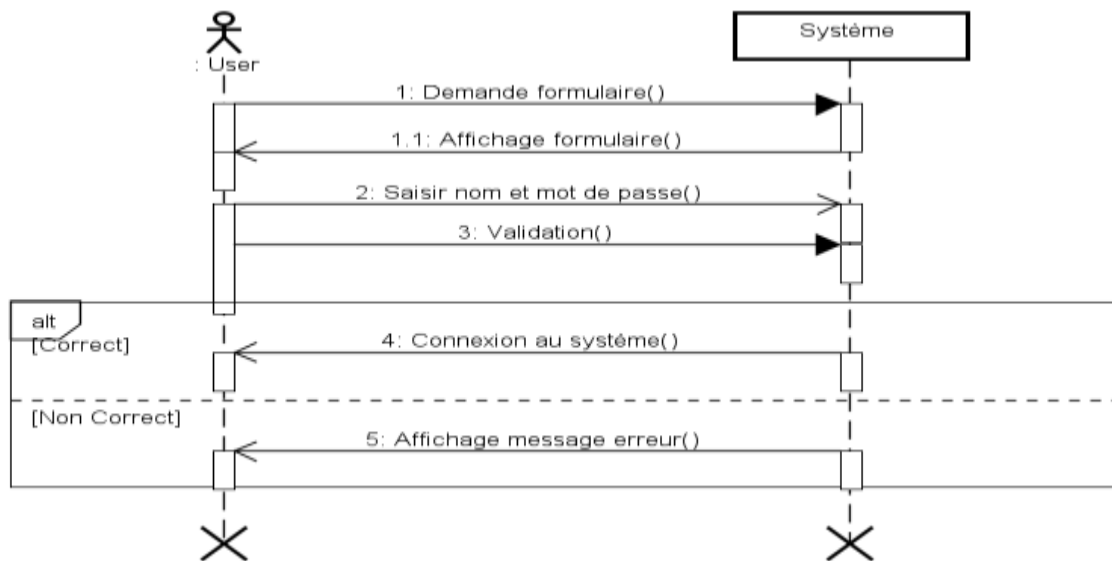 : User
Système
1: Demande formulaire()
1.1: Affichage formulaire()
2: Saisir nom et mot de passe()
3: Validation()
alt
[Correct]
4: Connexion au systéme()
[Non Correct]
5: Affichage message erreur()